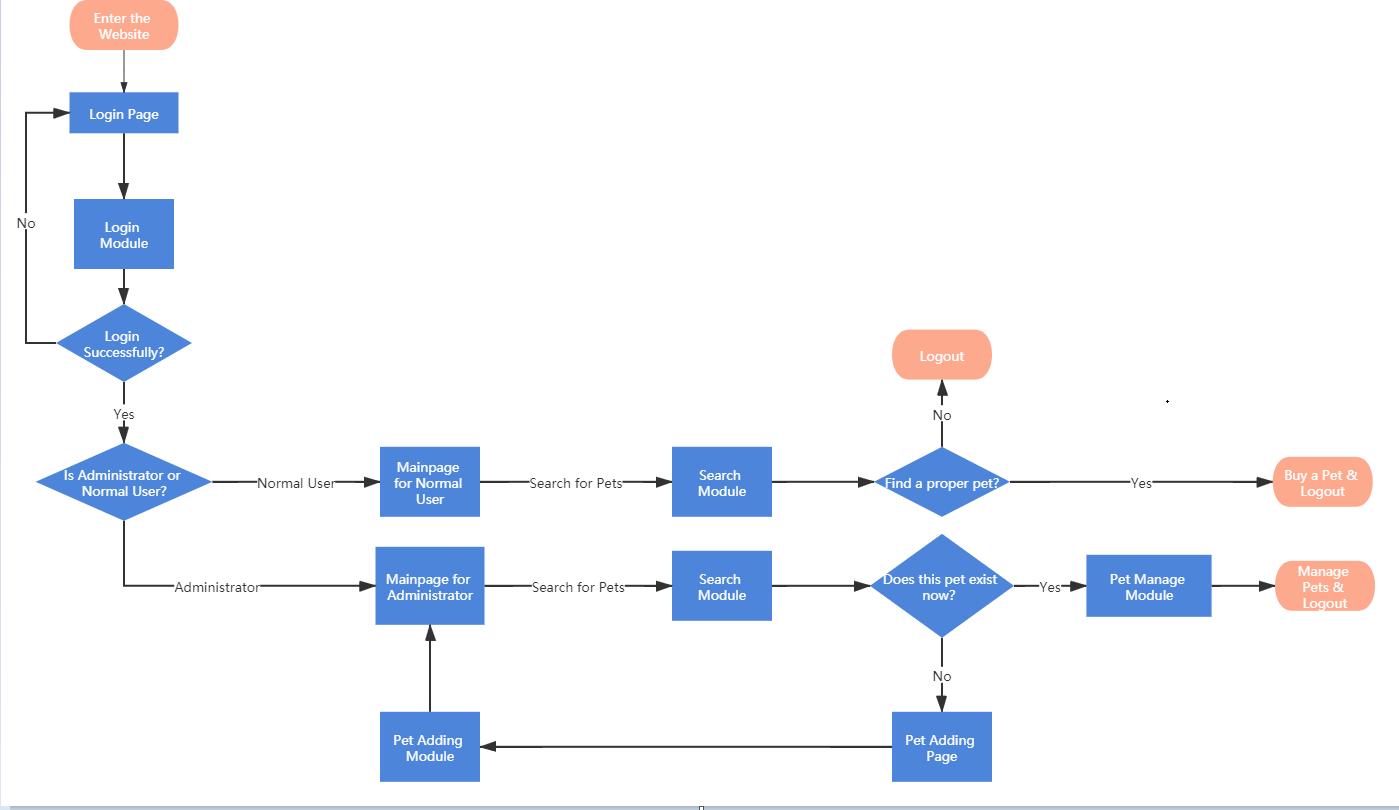 Enter the
Website
Login Page
No
Login
Module
Login
Successfully?
Logout
Yes
No
Is Administrator or
Normal User?
Normal User
Mainpage
for Normal
User
Search for Pets
Search
Module
Find a proper pet?
Yes
Buy a Pet &
Logout
Administrator
Mainpage for
Administrator
Search for Pets
Search
Module
Does this pet exist
now?
Yes
Pet Manage
Module
Manage
Pets &
Logout
No
Pet Adding
Module
Pet Adding
Page